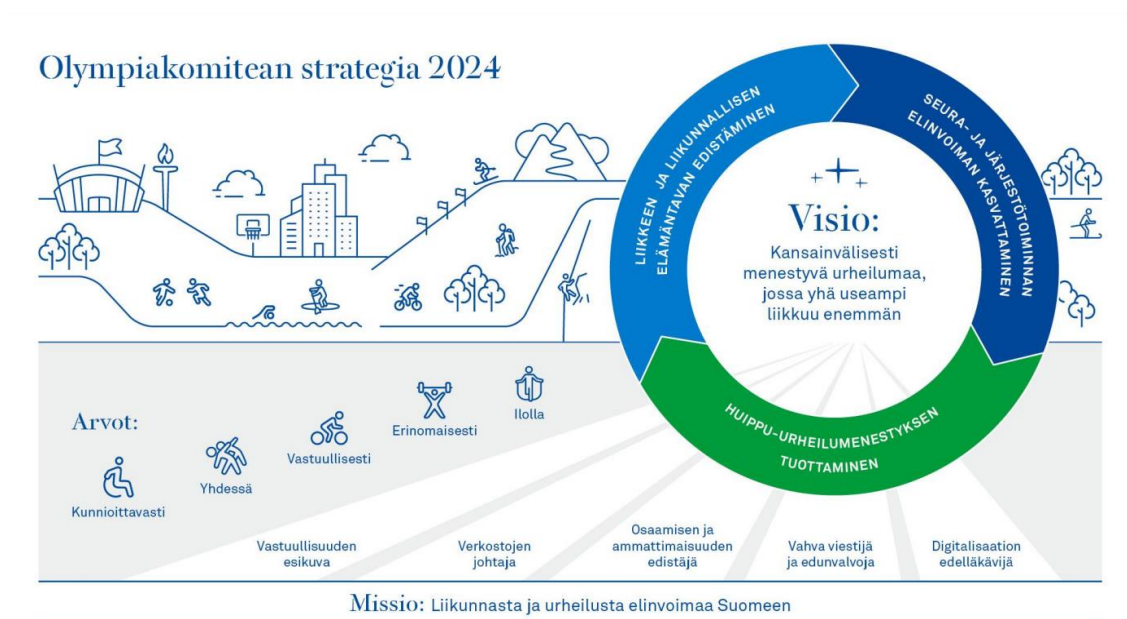 Olympiakomitean strategia 2024
LIIKKEEN JA LIIKUNNALLISEN
ELÄMÄNTAVAN EDISTÄMINEN
SEURA- JA JÄRJESTÖTOIMINNAN
ELINVOIMAN KASVATTAMINEN
Visio:
Kansainvälisesti
menestyvä urheilumaa,
jossa yhä useampi
liikkuu enemmän
HUIPPU-URHEILUMENESTYKSEN
TUOTTAMINEN
Arvot:
Kunnioittavasti
Yhdessä
Vastuullisesti
Erinomaisesti
Ilolla
Vastuullisuuden
esikuva
Verkostojen
johtaja
Osaamisen ja
ammattimaisuuden
edistäjä
Vahva viestijä
ja edunvalvoja
Digitalisaation
edelläkävijä
Missio: Liikunnasta ja urheilusta elinvoimaa Suomeen